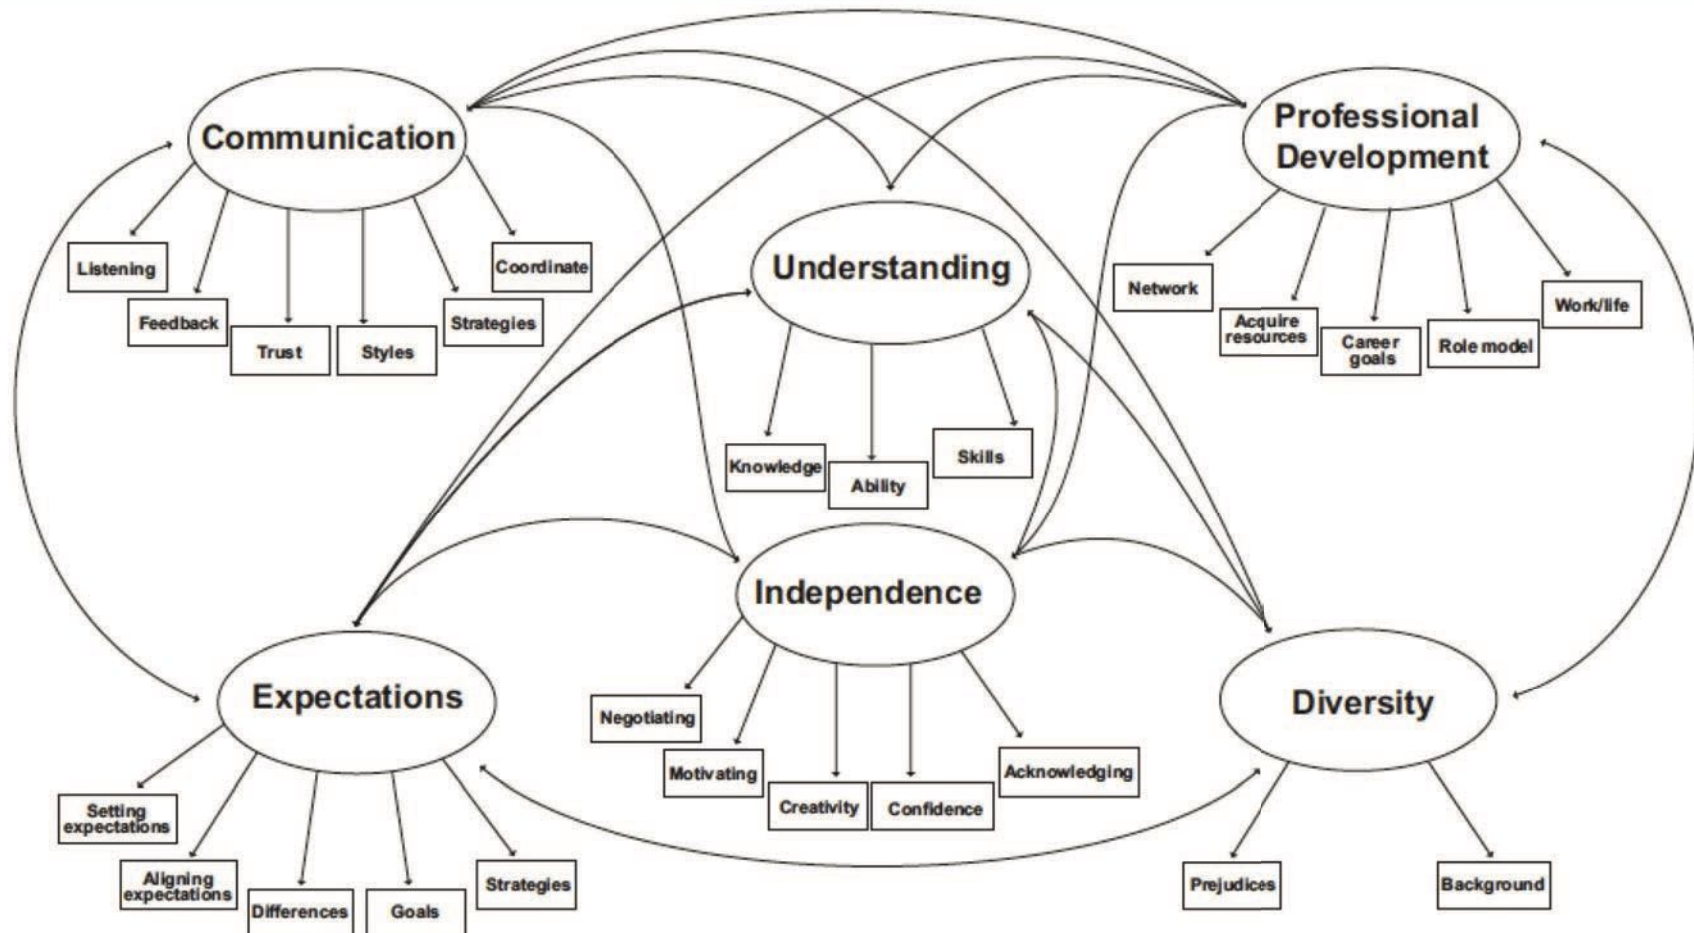 Communication
Professional
Development
Understanding
Listening
Coordinate
Feedback
Strategies
Trust
Styles
Network
Acquire
resources
Career
goals
Role model
Work/life
Knowledge
Ability
Skills
Independence
Expectations
Diversity
Negotiating
Motivating
Creativity
Confidence
Acknowledging
Setting
expectations
Aligning
expectations
Differences
Goals
Strategies
Prejudices
Background